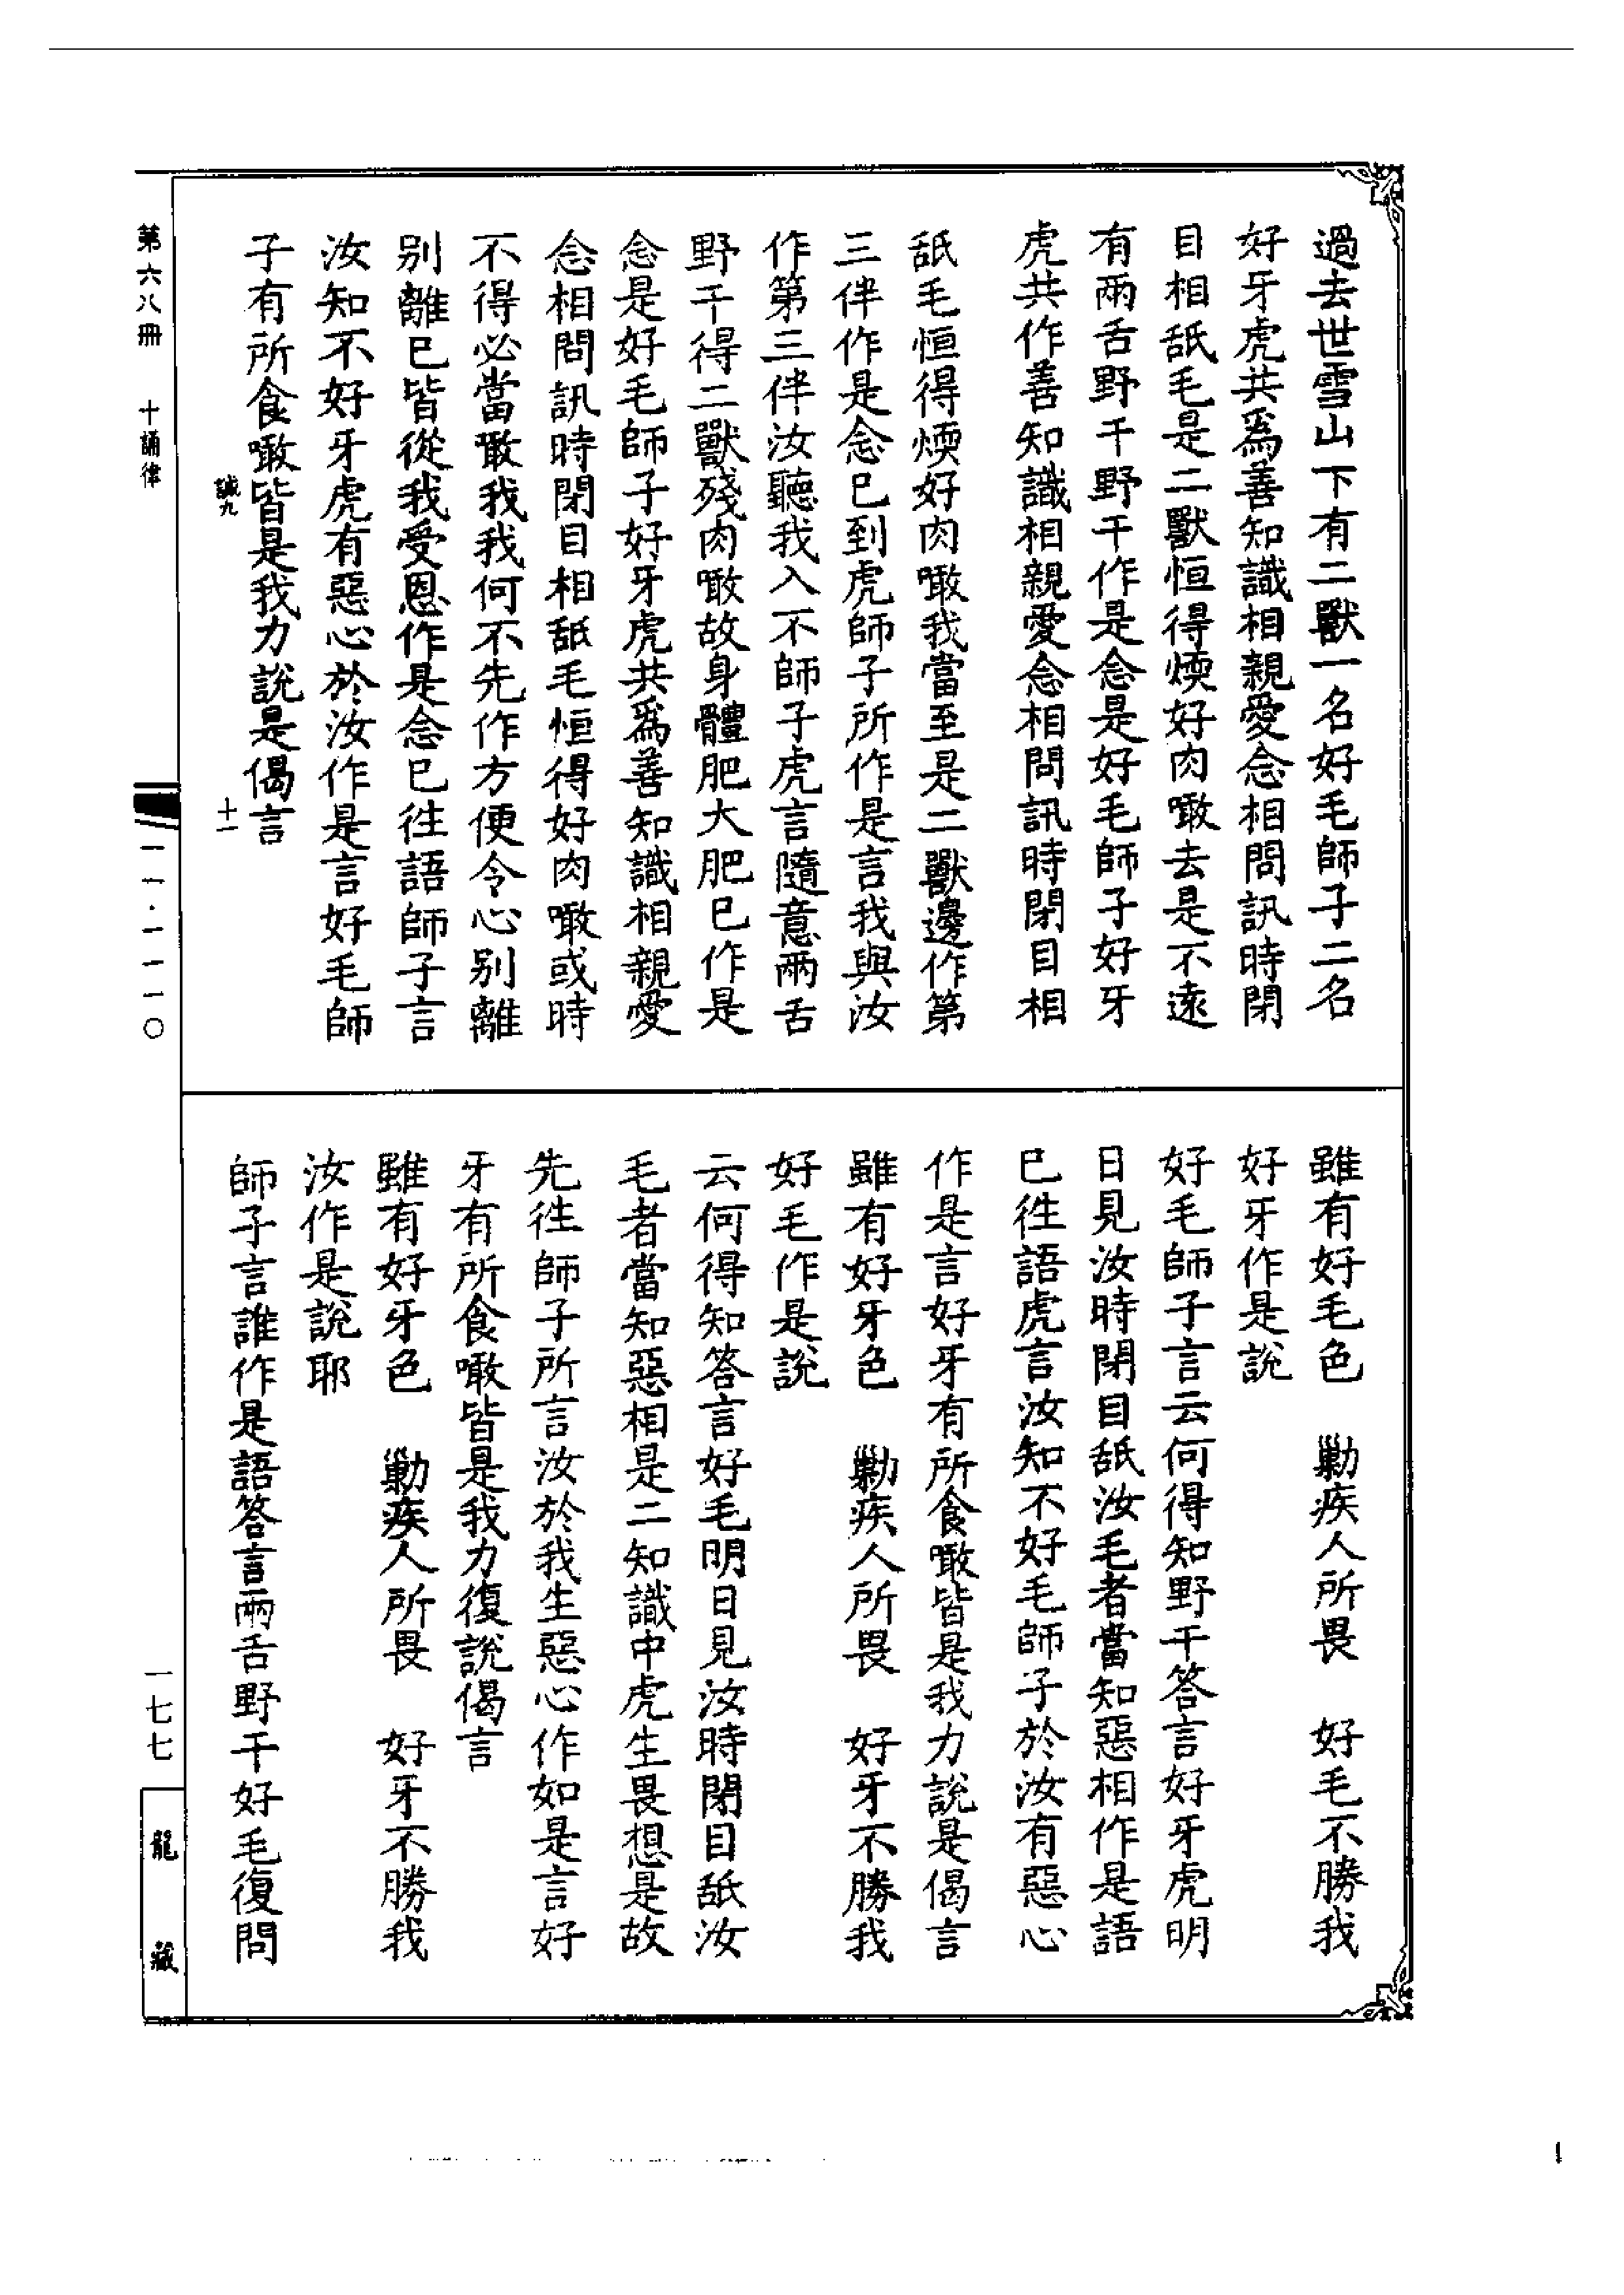 過去世雪山下有二獸一名好毛師子二名
好牙虎共爲善知識相親愛念相問訊時閉
目相舐毛是二獸恒得煗好肉噉去是不遠
有兩舌野干野干作是念是好毛師子好牙
虎共作善知識相親愛念相問訊時閉目相
舐毛恒得煗好肉噉我當至是二獸邊作第
三伴作是念已到虎師子所作是言我與汝
作第三伴汝聽我入不師子虎言隨意兩舌
野干得二獸殘肉噉故身體肥大肥已作是
念是好毛師子好牙虎共爲善知識相親愛
念相問訊時閉目相舐毛恒得好肉噉或時
不得必當噉我我何不先作方便令心别離
别離已皆從我受恩作是念已徃語師子言
汝知不好牙虎有惡心於汝作是言好毛師
子有所食噉皆是我力說是偈言
誠九 十一
雖有好毛色 勦疾人所畏 好毛不勝我
好牙作是說
好毛師子言云何得知野干答言好牙虎明
日見汝時閉目舐汝毛者當知惡相作是語
已徃語虎言汝知不好毛師子於汝有惡心
作是言好牙有所食噉皆是我力說是偈言
雖有好牙色 勦疾人所畏 好牙不勝我
好毛作是說
云何得知答言好毛明日見汝時閉目舐汝
毛者當知惡相是二知識中虎生畏想是故
先徃師子所言汝於我生惡心作如是言好
牙有所食噉皆是我力復說偈言
雖有好牙色 勦疾人所畏 好牙不勝我
汝作是說耶
師子言誰作是語答言兩舌野干好毛復問
第六八冊 十誦律
一一·一一一〇
一七七
龍藏
1